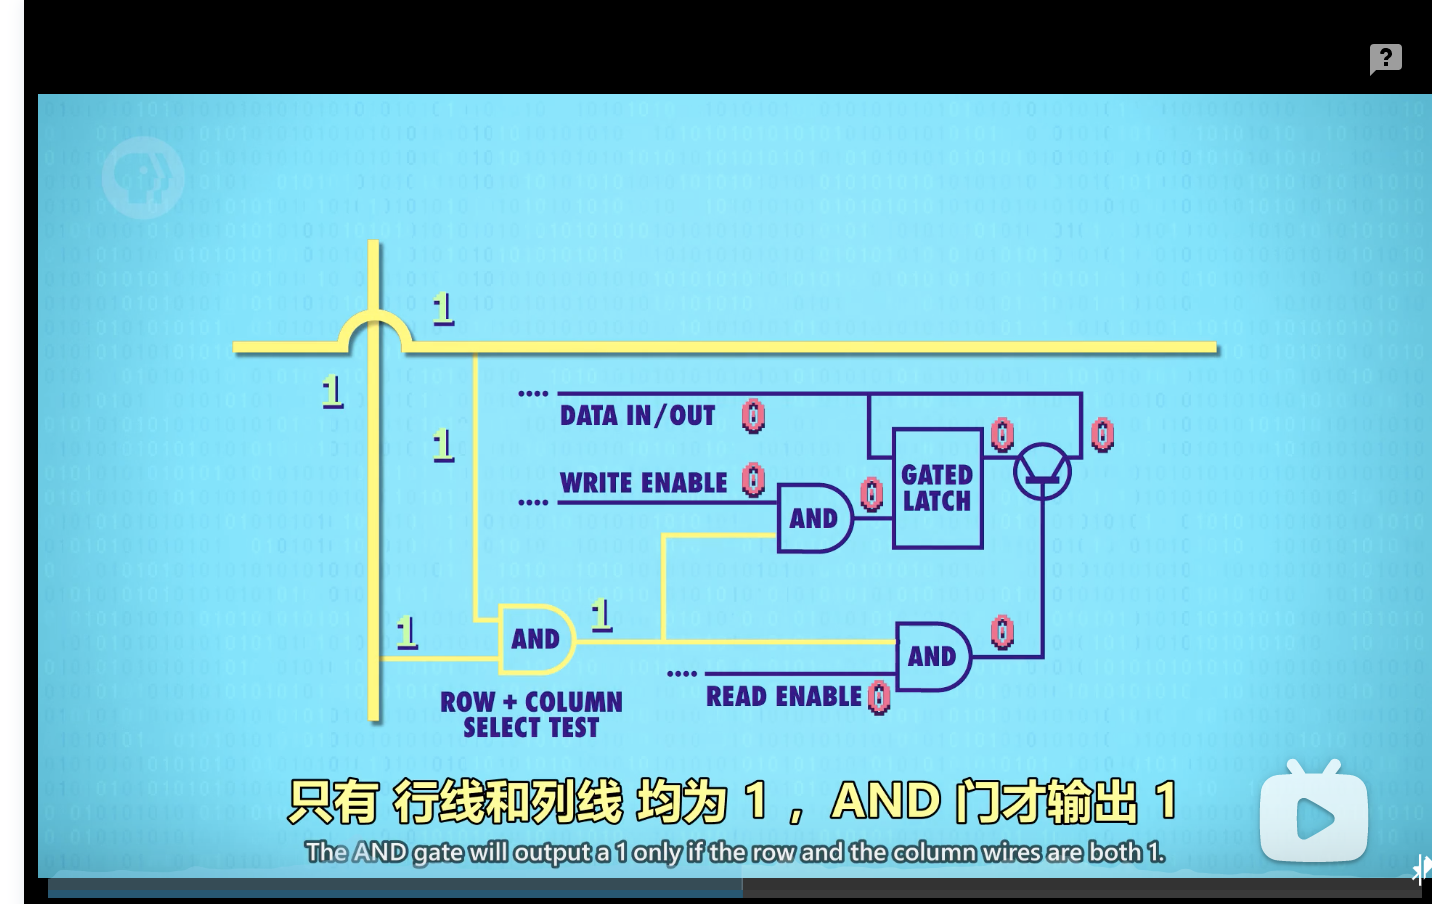 ?
1
1
DATA IN/OUT 0
1
0
0
WRITE ENABLE 0
0
GATED
LATCH
AND
1
1
AND
0
AND
READ ENABLE 0
ROW + COLUMN
SELECT TEST
只有 行线和列线 均为 1 ，AND 门才输出 1
The AND gate will output a 1 only if the row and the column wires are both 1.